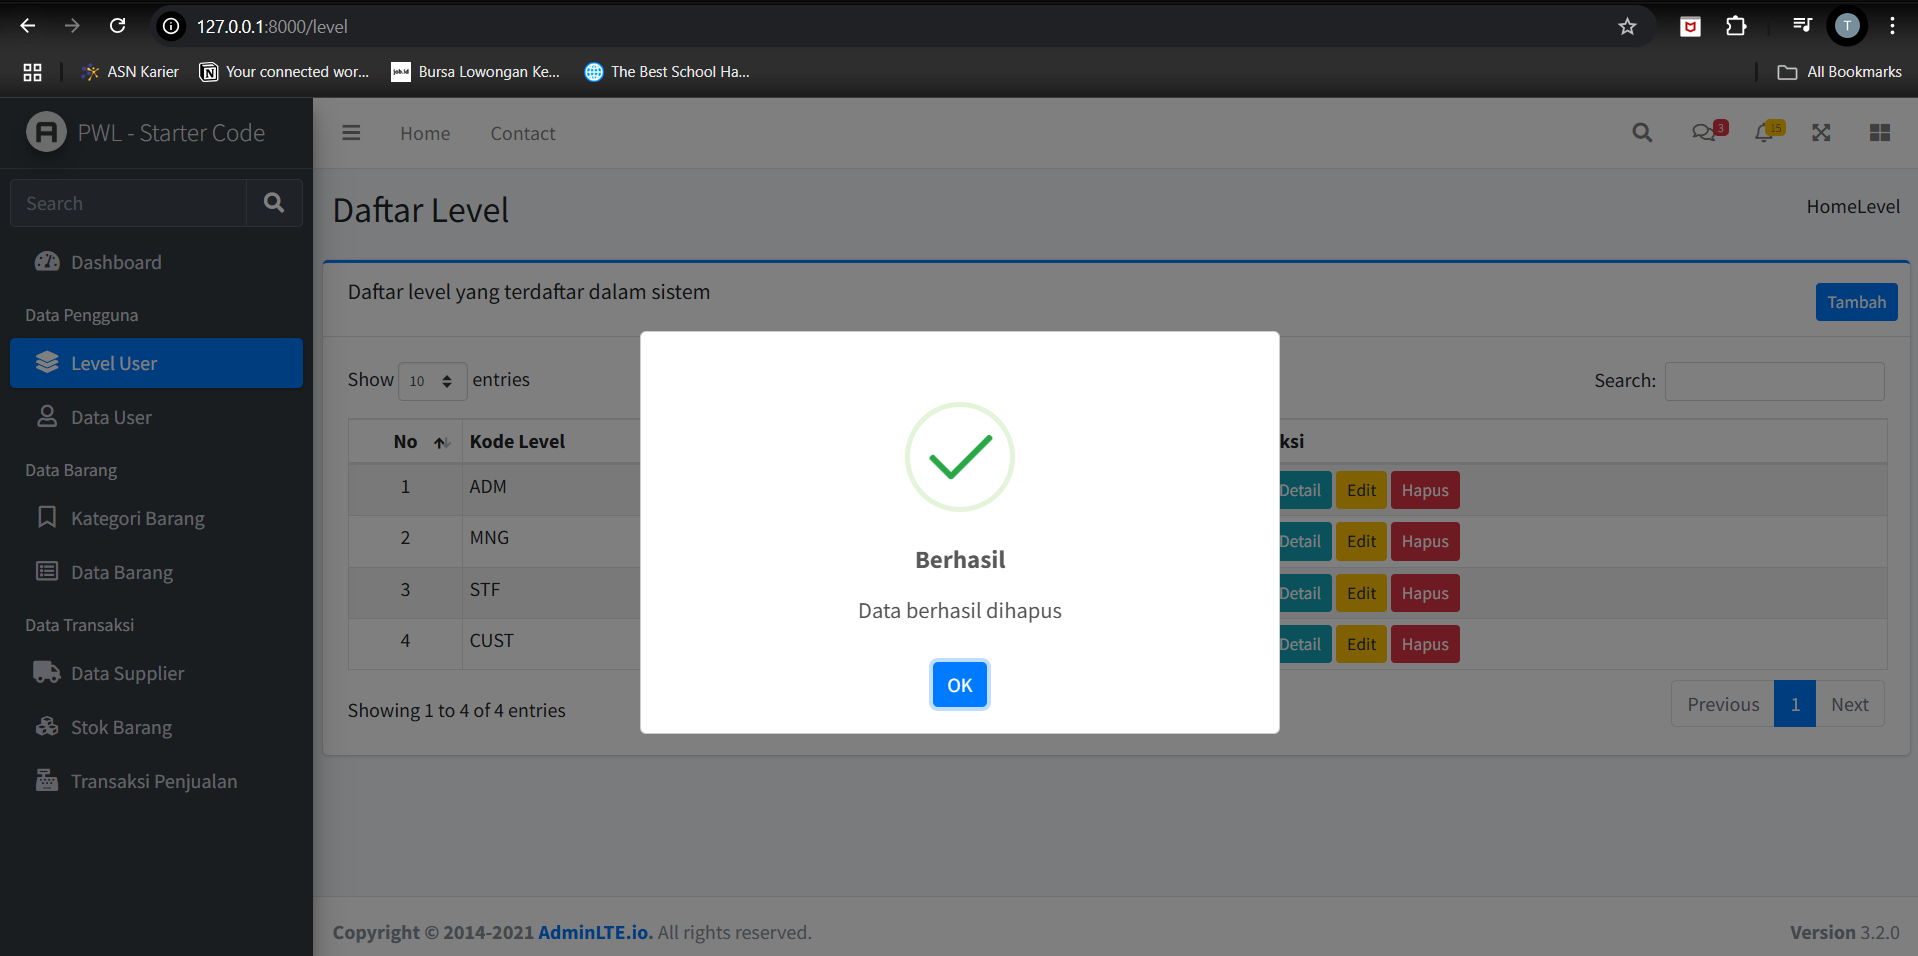 127.0.0.1:8000/level
T
ASN Karier
Your connected wor...
job.id
Bursa Lowongan Ke...
The Best School Ha...
All Bookmarks
PWL - Starter Code
Home
Contact
3
15
Search
Daftar Level
HomeLevel
Dashboard
Daftar level yang terdaftar dalam sistem
Tambah
Data Pengguna
Level User
Data User
Data Barang
Kategori Barang
Data Barang
Data Transaksi
Data Supplier
Stok Barang
Transaksi Penjualan
Show 10 entries
Search:
No Kode Level ksi
1 ADM Detail Edit Hapus
2 MNG Detail Edit Hapus
3 STF Detail Edit Hapus
4 CUST Detail Edit Hapus
Showing 1 to 4 of 4 entries
Previous 1 Next
Berhasil
Data berhasil dihapus
OK
Copyright © 2014-2021 AdminLTE.io. All rights reserved.
Version 3.2.0